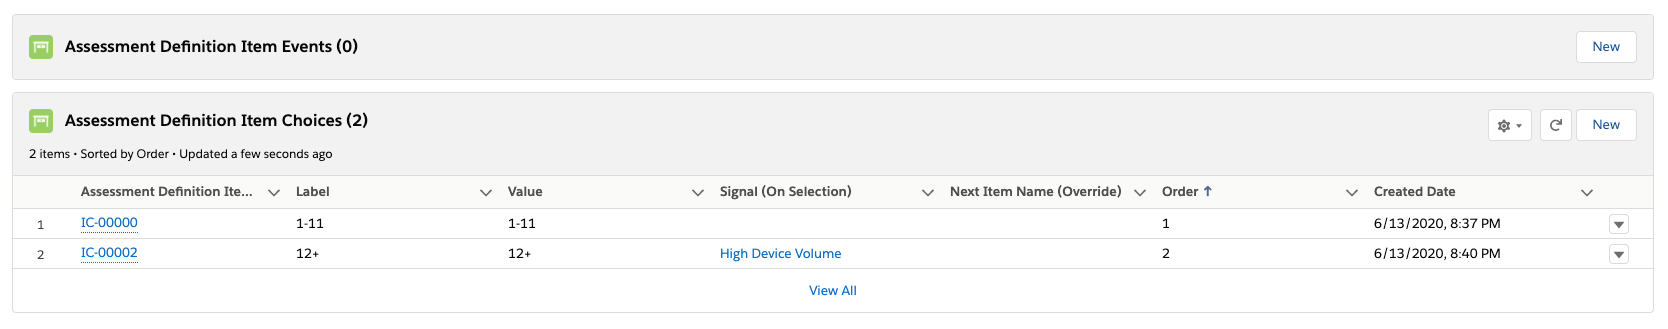 Assessment Definition Item Events (0)
New
Assessment Definition Item Choices (2)
New
2 items • Sorted by Order • Updated a few seconds ago
Assessment Definition Ite... Label Value Signal (On Selection) Next Item Name (Override) Order Created Date
1 IC-00000 1-11 1-11 1 6/13/2020, 8:37 PM
2 IC-00002 12+ 12+ High Device Volume 2 6/13/2020, 8:40 PM
View All